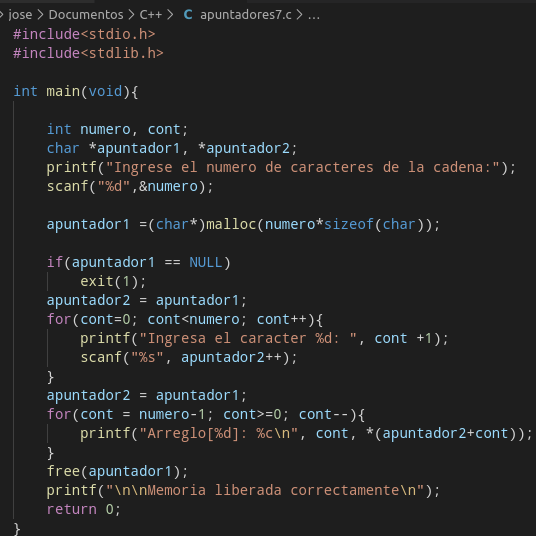 jose > Documentos > C++ > C apuntadores7.c > ...
#include<stdio.h>
#include<stdlib.h>
int main(void){
int numero, cont;
char *apuntador1, *apuntador2;
printf("Ingrese el numero de caracteres de la cadena:");
scanf("%d",&numero);
apuntador1 =(char*)malloc(numero*sizeof(char));
if(apuntador1 == NULL)
exit(1);
apuntador2 = apuntador1;
for(cont=0; cont<numero; cont++){
printf("Ingresa el caracter %d: ", cont +1);
scanf("%s", apuntador2++);
}
apuntador2 = apuntador1;
for(cont = numero-1; cont>=0; cont--){
printf("Arreglo[%d]: %c\n", cont, *(apuntador2+cont));
}
free(apuntador1);
printf("\n\nMemoria liberada correctamente\n");
return 0;
}